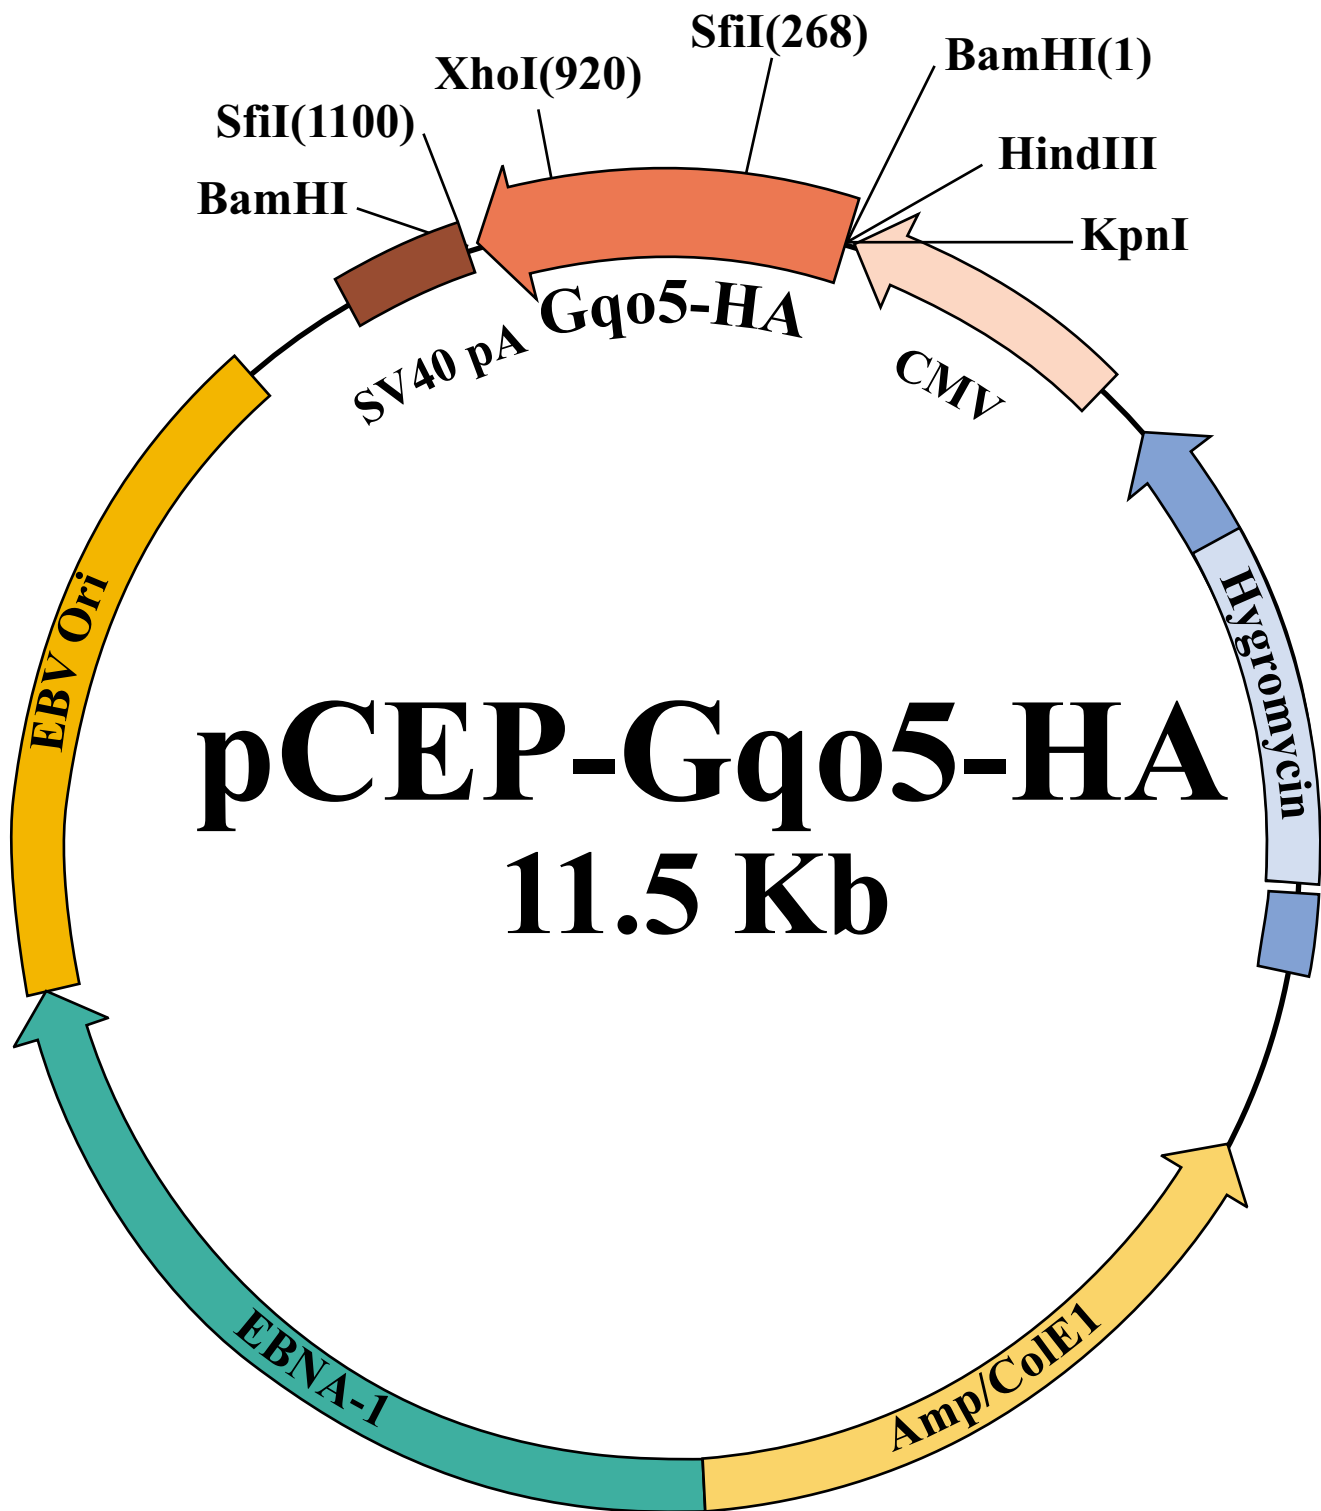 SfiI(268)
BamHI(1)
XhoI(920)
SfiI(1100)
HindIII
BamHI
KpnI
Gqo5-HA
SV40 pA
CMV
EBV Ori
Hygromycin
pCEP-Gqo5-HA
11.5 Kb
EBNA-1
Amp/ColE1